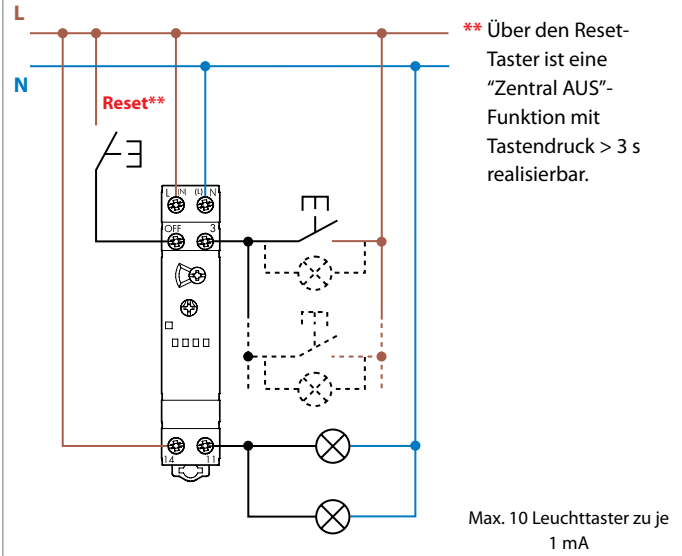 L
N
Reset**
L (N) (L) N
OFF 3
14 11
** Über den Reset-
Taster ist eine
“Zentral AUS”-
Funktion mit
Tastendruck > 3 s
realisierbar.
Max. 10 Leuchttaster zu je
1 mA